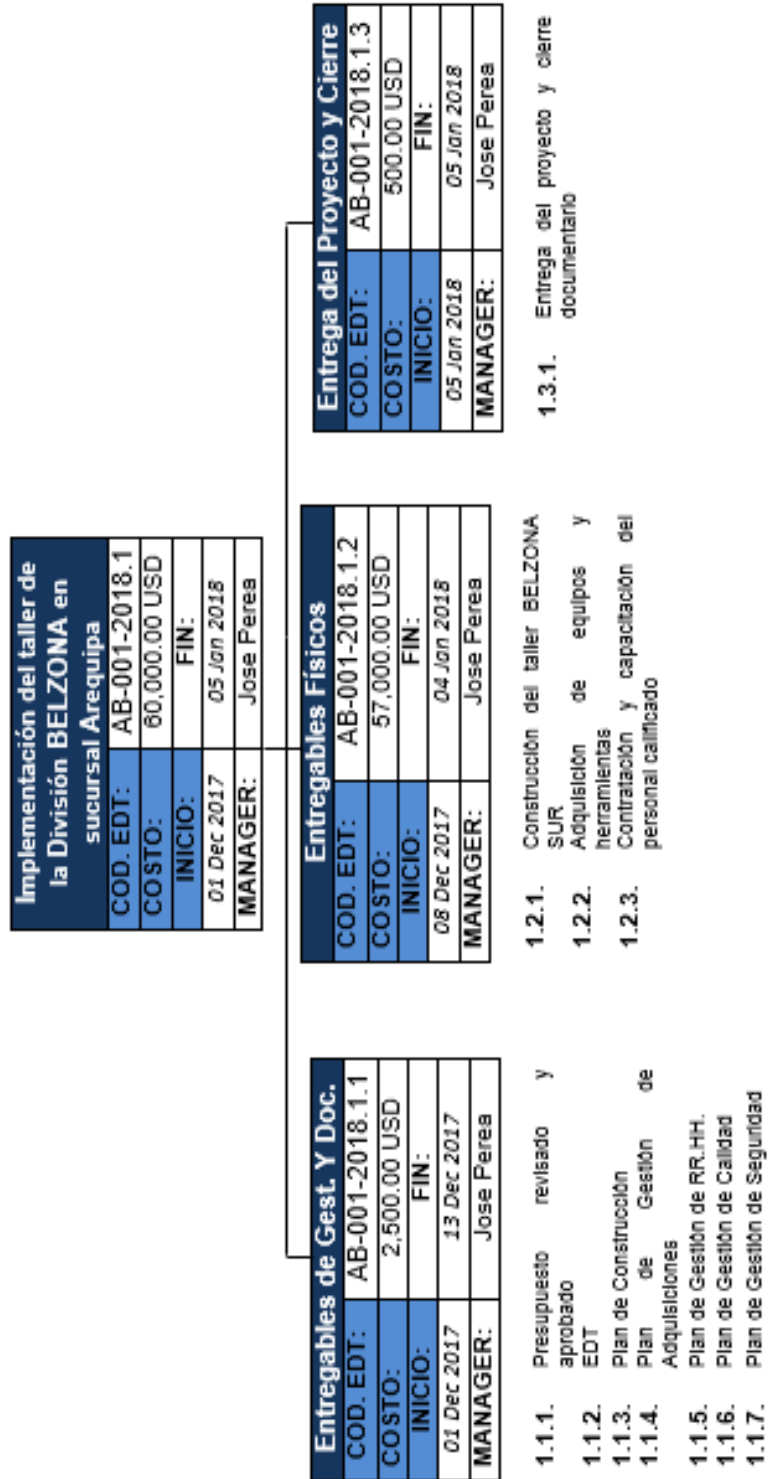 Implementación del taller de
la División BELZONA en
sucursal Arequipa
COD. EDT: AB-001-2018.1
COSTO: 60,000.00 USD
INICIO: FIN:
01 Dec 2017 05 Jan 2018
MANAGER: Jose Perea
Entregables de Gest. Y Doc.
COD. EDT: AB-001-2018.1.1
COSTO: 2,500.00 USD
INICIO: FIN:
01 Dec 2017 13 Dec 2017
MANAGER: Jose Perea
1.1.1. Presupuesto revisado y
aprobado
1.1.2. EDT
1.1.3. Plan de Construcción
1.1.4. Plan de Gestión de
Adquisiciones
1.1.5. Plan de Gestión de RR.HH.
1.1.6. Plan de Gestión de Calidad
1.1.7. Plan de Gestión de Seguridad
Entregables Físicos
COD. EDT: AB-001-2018.1.2
COSTO: 57,000.00 USD
INICIO: FIN:
08 Dec 2017 04 Jan 2018
MANAGER: Jose Perea
1.2.1. Construcción del taller BELZONA
SUR
1.2.2. Adquisición de equipos y
herramientas
1.2.3. Contratación y capacitación del
personal calificado
Entrega del Proyecto y Cierre
COD. EDT: AB-001-2018.1.3
COSTO: 500.00 USD
INICIO: FIN:
05 Jan 2018 05 Jan 2018
MANAGER: Jose Perea
1.3.1. Entrega del proyecto y cierre
documentario